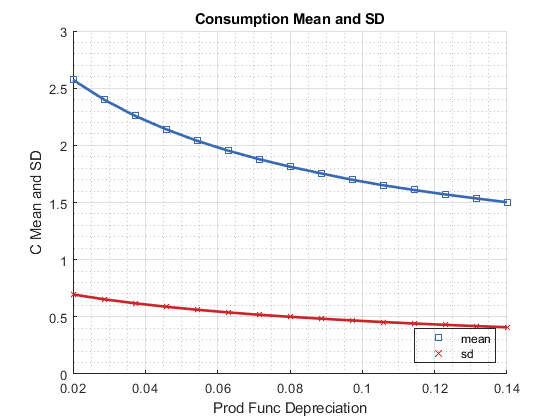 Consumption Mean and SD
3
2.5
2
1.5
1
0.5
0
C Mean and SD
0.02
0.04
0.06
0.08
0.1
0.12
0.14
Prod Func Depreciation
mean
sd